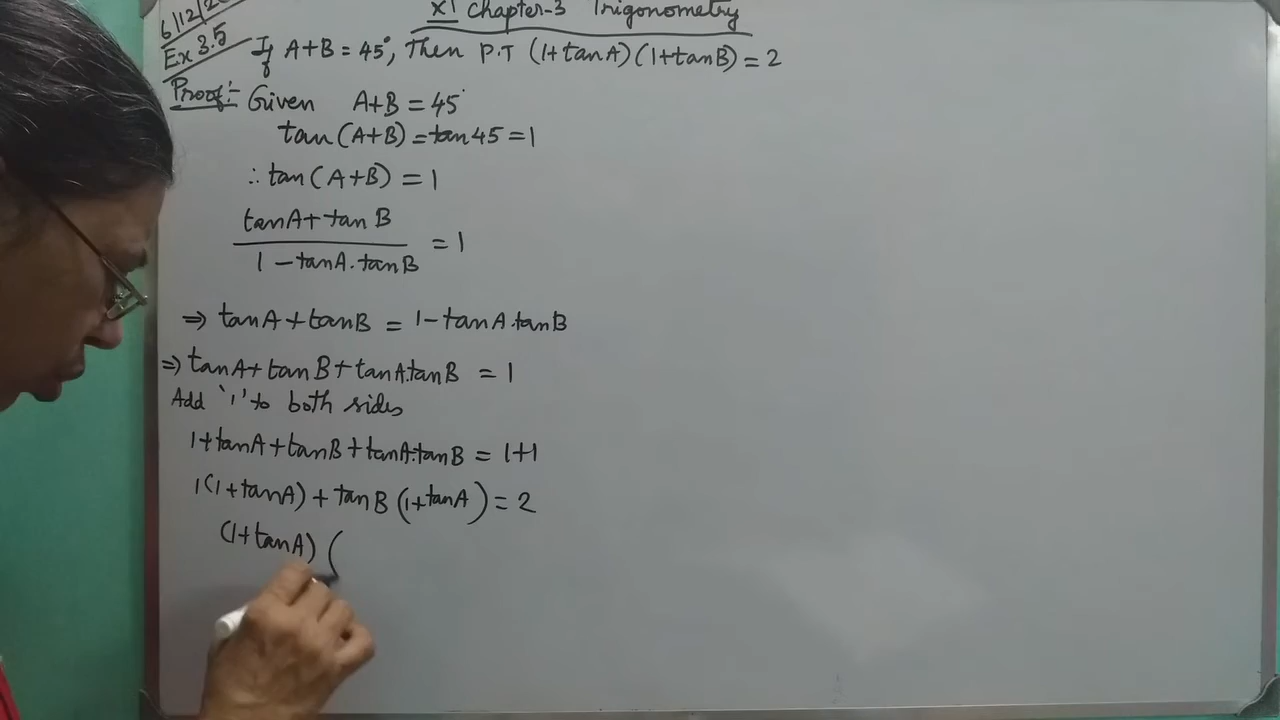 XI Chapter-3 Trigonometry
6/12/20
Ex 3.5
If A+B = 45°, Then P.T (1+tanA)(1+tanB) = 2
Proof:- Given A+B = 45°
tan(A+B) = tan45 = 1
∴ tan(A+B) = 1
tanA + tanB
1 - tanA.tanB = 1
⇒ tanA + tanB = 1 - tanA.tanB
⇒ tanA + tanB + tanA.tanB = 1
Add '1' to both sides
1 + tanA + tanB + tanA.tanB = 1+1
1(1+tanA) + tanB (1+tanA) = 2
(1+tanA) (